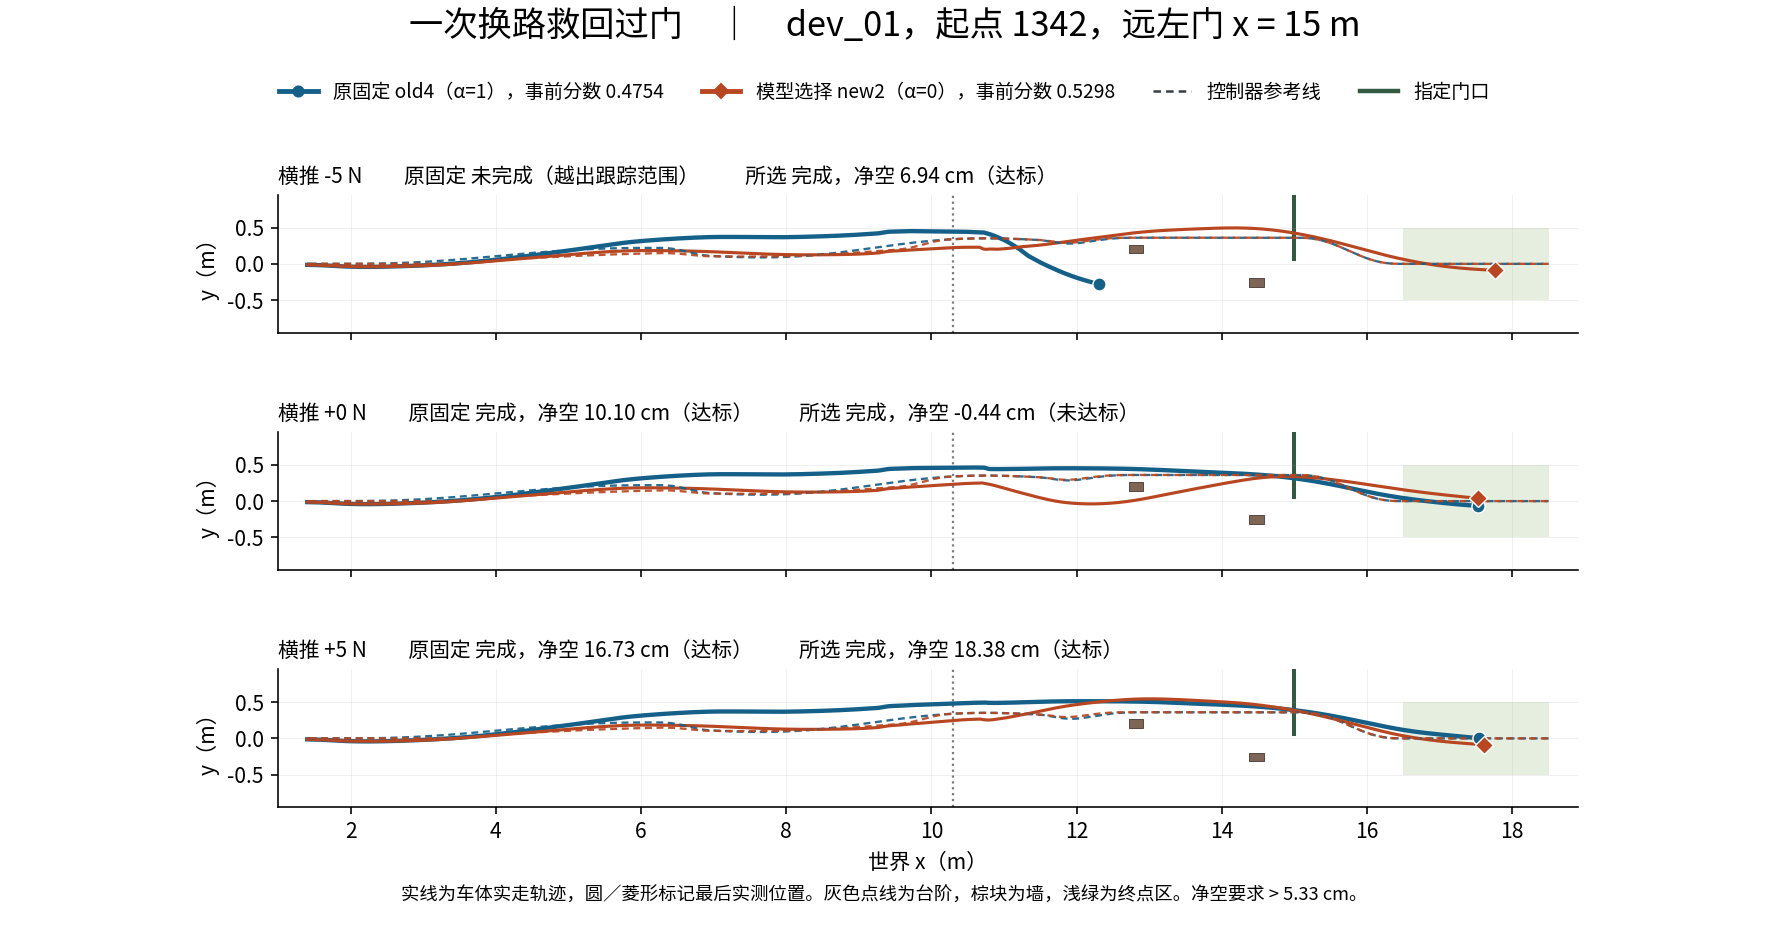 一次换路救回过门 ｜ dev_01，起点 1342，远左门 x = 15 m
原固定 old4（α=1），事前分数 0.4754 模型选择 new2（α=0），事前分数 0.5298 控制器参考线 指定门口
横推 -5 N 原固定 未完成（越出跟踪范围） 所选 完成，净空 6.94 cm（达标）
0.5
0.0
-0.5
y（m）
横推 +0 N 原固定 完成，净空 10.10 cm（达标） 所选 完成，净空 -0.44 cm（未达标）
0.5
0.0
-0.5
y（m）
横推 +5 N 原固定 完成，净空 16.73 cm（达标） 所选 完成，净空 18.38 cm（达标）
0.5
0.0
-0.5
y（m）
2 4 6 8 10 12 14 16 18
世界 x（m）
实线为车体实走轨迹，圆／菱形标记最后实测位置。灰色点线为台阶，棕块为墙，浅绿为终点区。净空要求 > 5.33 cm。